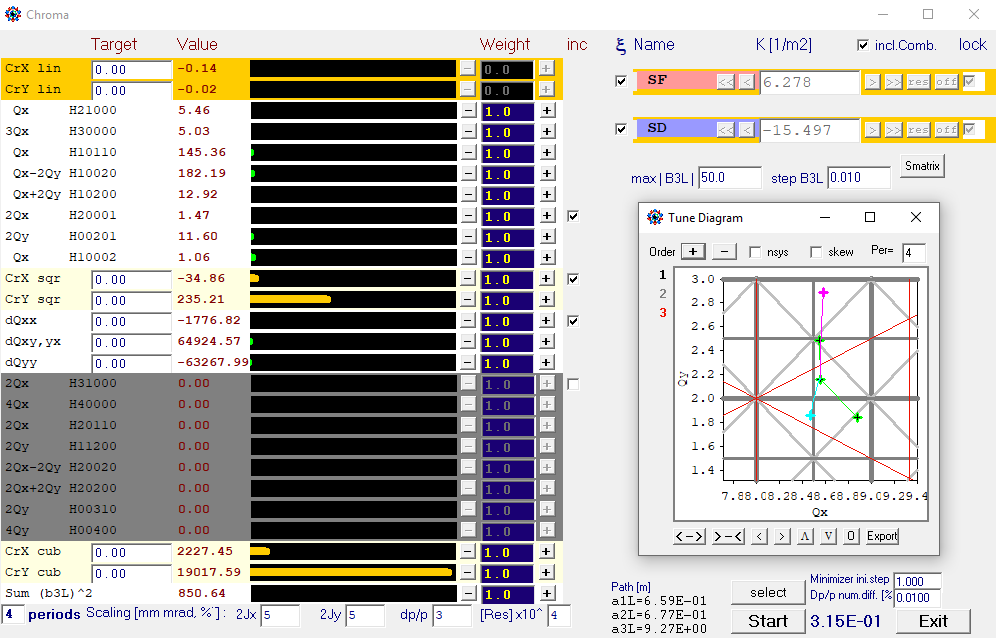 Chroma
Target Value Weight inc ξ Name K [1/m2] incl.Comb. lock
CrX lin 0.00 -0.14 - 0.0 +
CrY lin 0.00 -0.02 - 0.0 +
Qx H21000 5.46 - 1.0 +
3Qx H30000 5.03 - 1.0 +
Qx H10110 145.36 - 1.0 +
Qx-2Qy H10020 182.19 - 1.0 +
Qx+2Qy H10200 12.92 - 1.0 +
2Qx H20001 1.47 - 1.0 +
2Qy H00201 11.60 - 1.0 +
Qx H10002 1.06 - 1.0 +
CrX sqr 0.00 -34.86 - 1.0 +
CrY sqr 0.00 235.21 - 1.0 +
dQxx 0.00 -1776.82 - 1.0 +
dQxy,yx 0.00 64924.57 - 1.0 +
dQyy 0.00 -63267.99 - 1.0 +
2Qx H31000 0.00 - 1.0 +
4Qx H40000 0.00 - 1.0 +
2Qx H20110 0.00 - 1.0 +
2Qy H11200 0.00 - 1.0 +
2Qx-2Qy H20020 0.00 - 1.0 +
2Qx+2Qy H20200 0.00 - 1.0 +
2Qy H00310 0.00 - 1.0 +
4Qy H00400 0.00 - 1.0 +
CrX cub 0.00 2227.45 - 1.0 +
CrY cub 0.00 19017.59 - 1.0 +
Sum (b3L)^2 850.64 - 1.0 +
4 periods Scaling [mm mrad, %] : 2Jx 5 2Jy 5 dp/p 3 [Res] x10^ 4
SF << < 6.278 > >> res off
SD << < -15.497 > >> res off
max | B3L | 50.0 step B3L 0.010 Smatrix
Tune Diagram
Order + - nsys skew Per= 4
1
2
3
3.0
2.8
2.6
2.4
2.2
2.0
1.8
1.6
1.4
Qy
7.88.08.28.48.68.89.09.29.4
Qx
<-> >-< < > Λ V O Export
Path [m]
a1L=6.59E-01
a2L=6.77E-01
a3L=9.27E+00
select
Start
Minimizer ini.step 1.000
Dp/p num.diff. [% 0.0100
3.15E-01
Exit